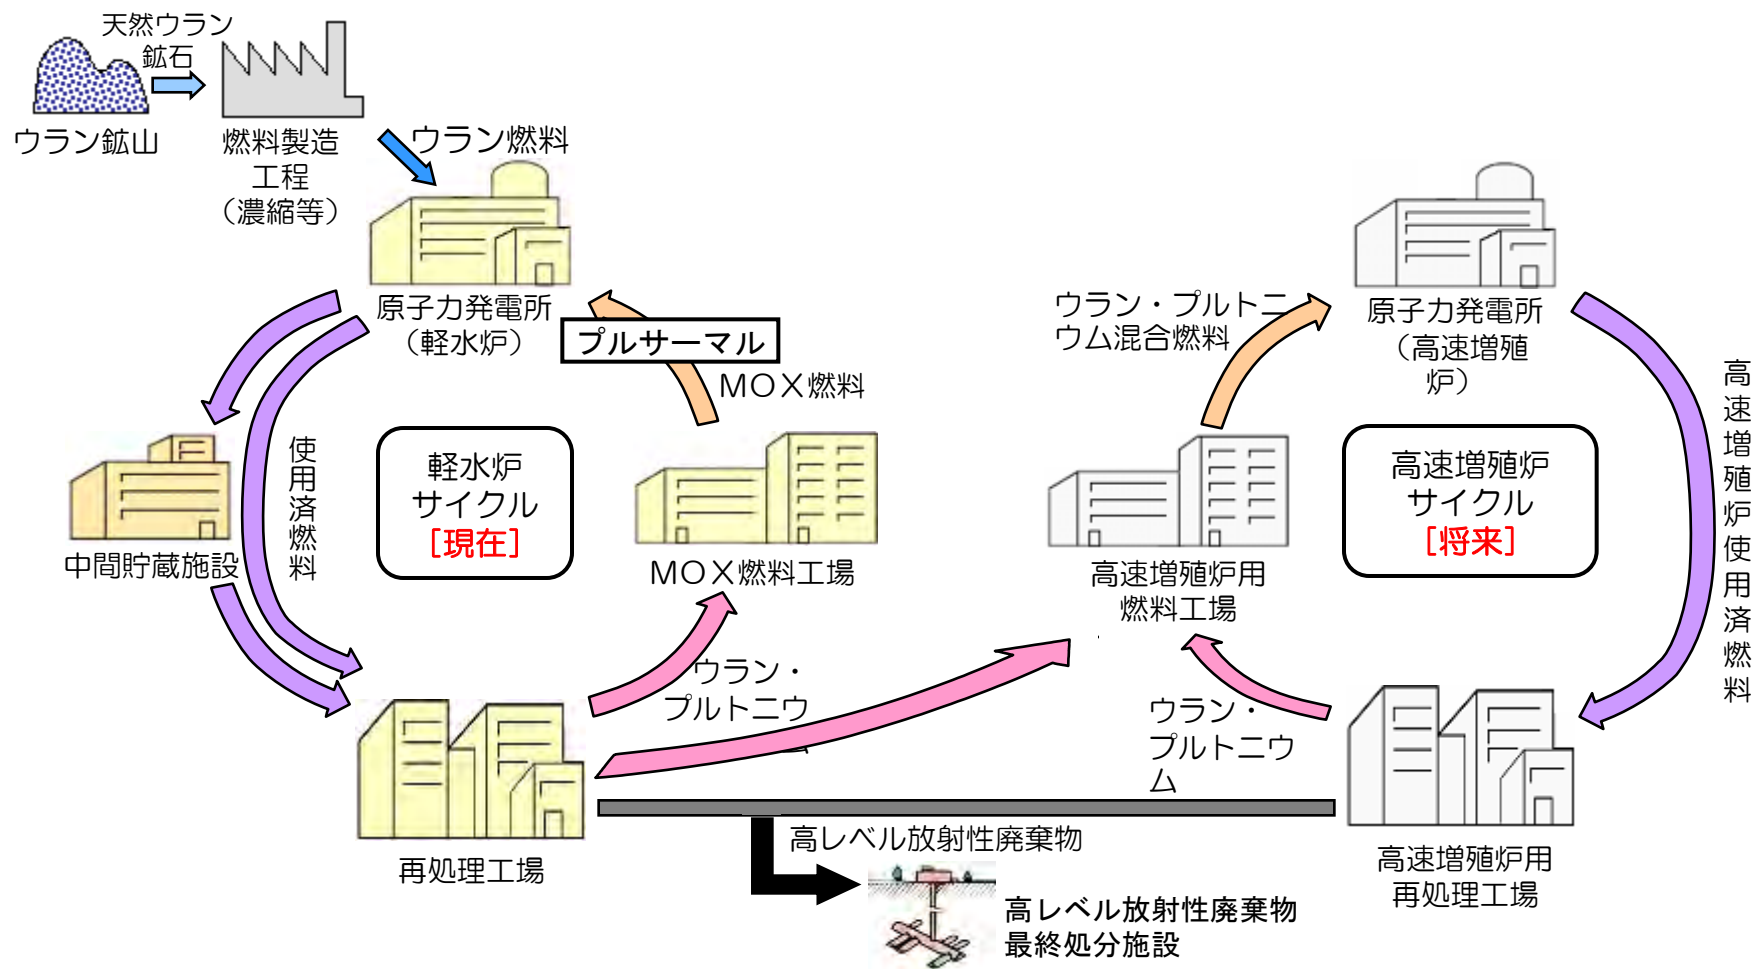 天然ウラン
鉱石
ウラン鉱山
燃料製造
工程
（濃縮等）
ウラン燃料
原子力発電所
（軽水炉）
プルサーマル
MOX燃料
使用済燃料
軽水炉
サイクル
［現在］
中間貯蔵施設
MOX燃料工場
ウラン・
プルトニウ
ム
再処理工場
ウラン・プルトニ
ウム混合燃料
原子力発電所
（高速増殖
炉）
高速増殖炉使用済燃料
高速増殖炉
サイクル
［将来］
高速増殖炉用
燃料工場
ウラン・
プルトニウ
ム
高速増殖炉用
再処理工場
高レベル放射性廃棄物
高レベル放射性廃棄物
最終処分施設